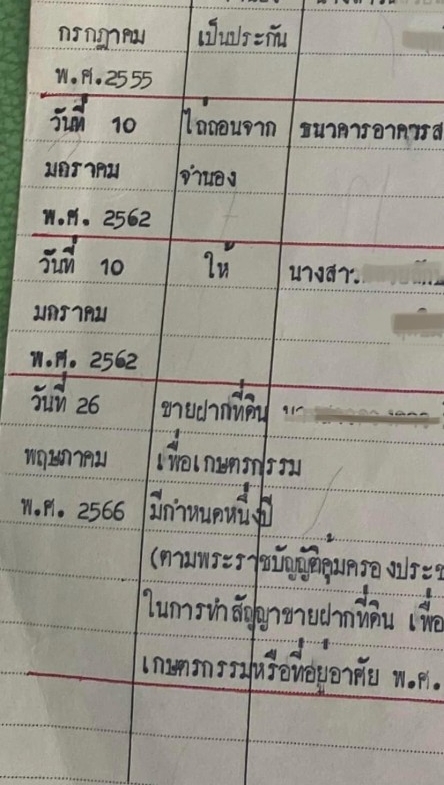 กรกฎาคม เป็นประกัน
พ.ศ.2555
วันที่ 10 ไถ่ถอนจาก ธนาคารอาคารส
มกราคม จำนอง
พ.ศ. 2562
วันที่ 10 ให้ นางสาว
มกราคม
พ.ศ. 2562
วันที่ 26 ขายฝากที่ดิน
พฤษภาคม เพื่อเกษตรกรรม
พ.ศ. 2566 มีกำหนดหนึ่งปี
(ตามพระราชบัญญัติคุ้มครองประช
ในการทำสัญญาขายฝากที่ดิน เพื่อ
เกษตรกรรมหรือที่อยู่อาศัย พ.ศ.